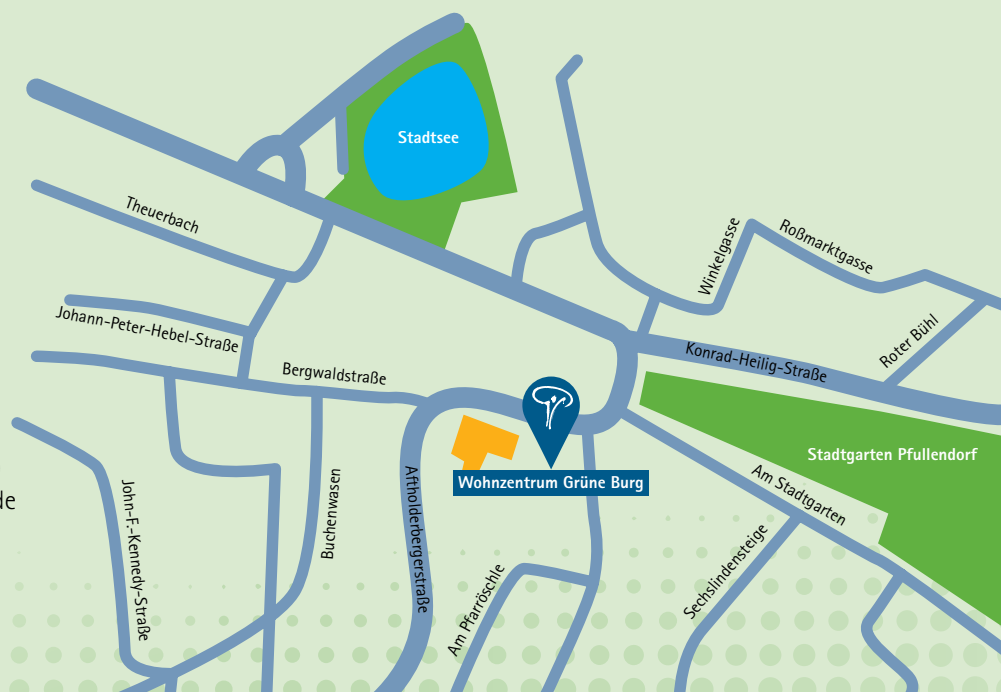 Stadtsee
Theuerbach
Winkelgasse
Roßmarktgasse
Johann-Peter-Hebel-Straße
Roter Bühl
Konrad-Heilig-Straße
Bergwaldstraße
Stadtgarten Pfullendorf
Wohnzentrum Grüne Burg
Am Stadtgarten
de
John-F.-Kennedy-Straße
Buchenwasen
Aftholderbergerstraße
Sechslindensteige
Am Pfarröschle